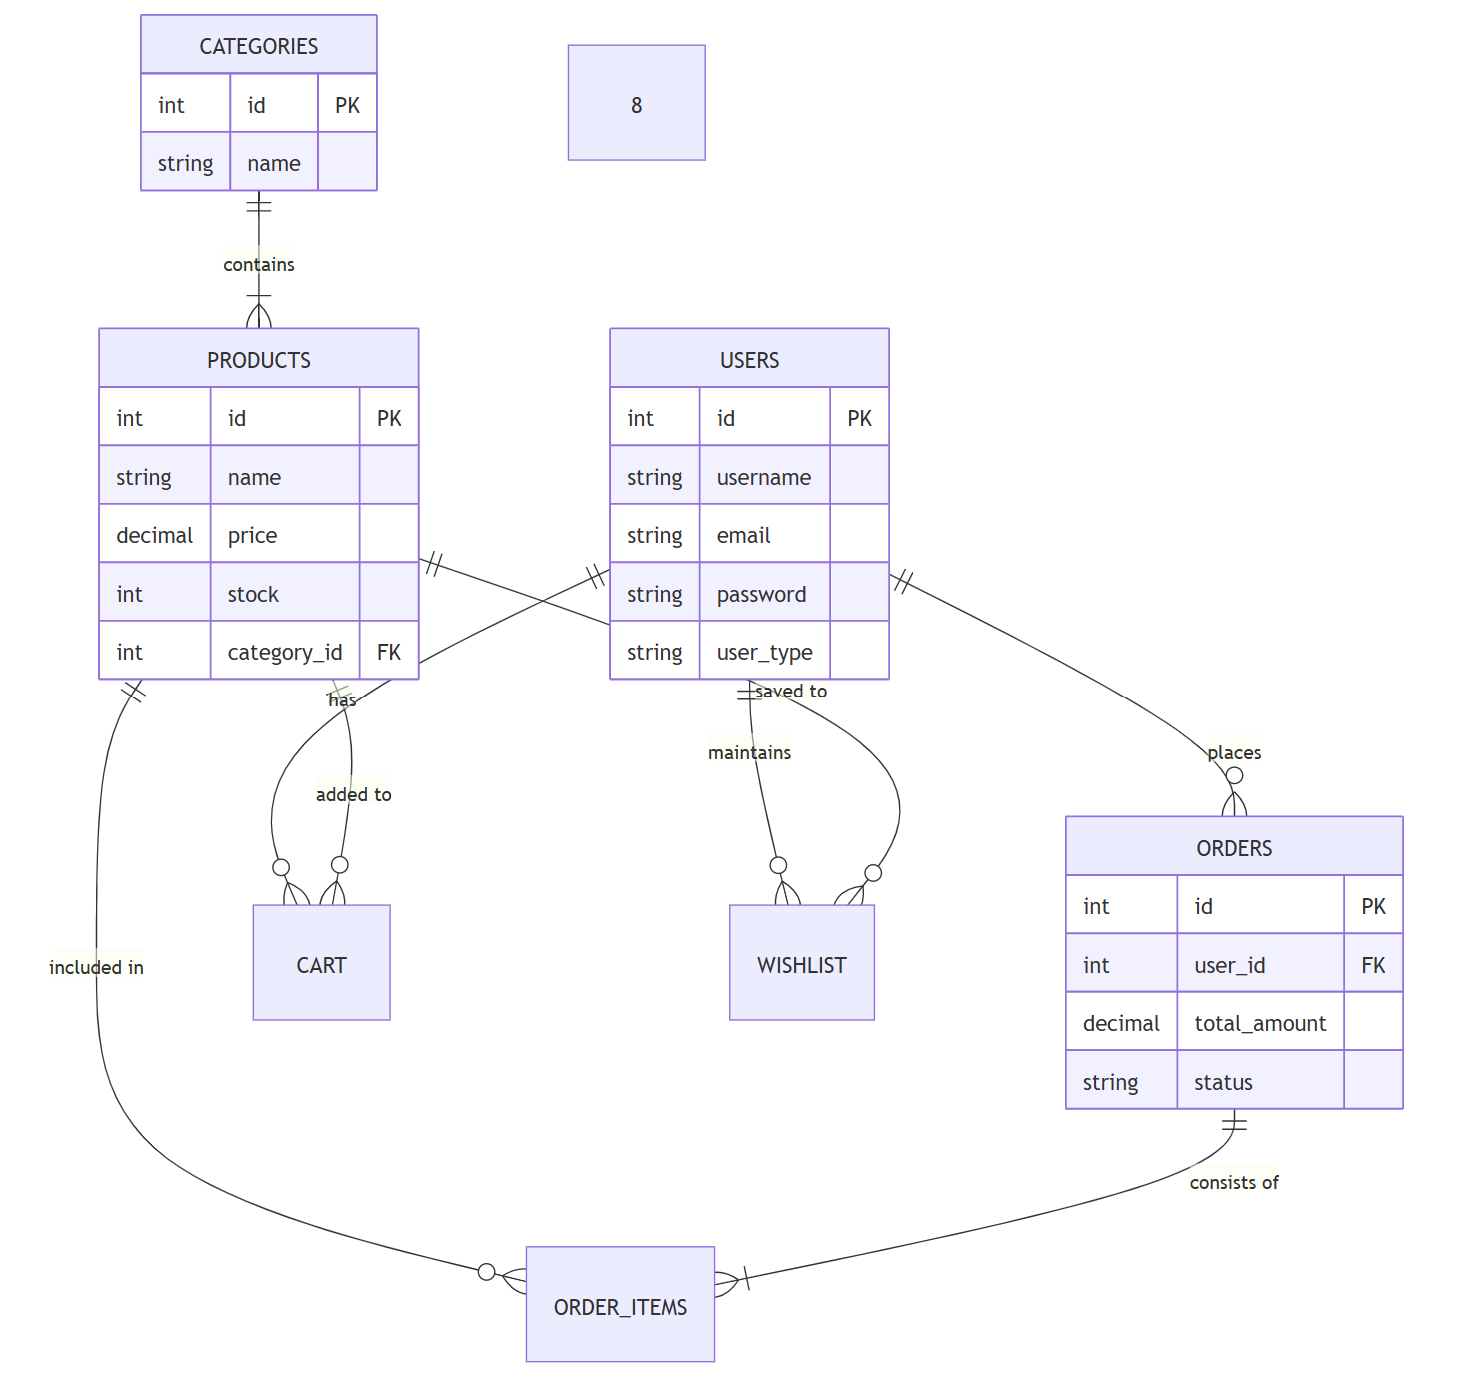 CATEGORIES
int id PK
string name
8
contains
PRODUCTS
int id PK
string name
decimal price
int stock
int category_id FK
USERS
int id PK
string username
string email
string password
string user_type
has
saved to
maintains
places
added to
ORDERS
int id PK
int user_id FK
decimal total_amount
string status
CART
WISHLIST
included in
consists of
ORDER_ITEMS